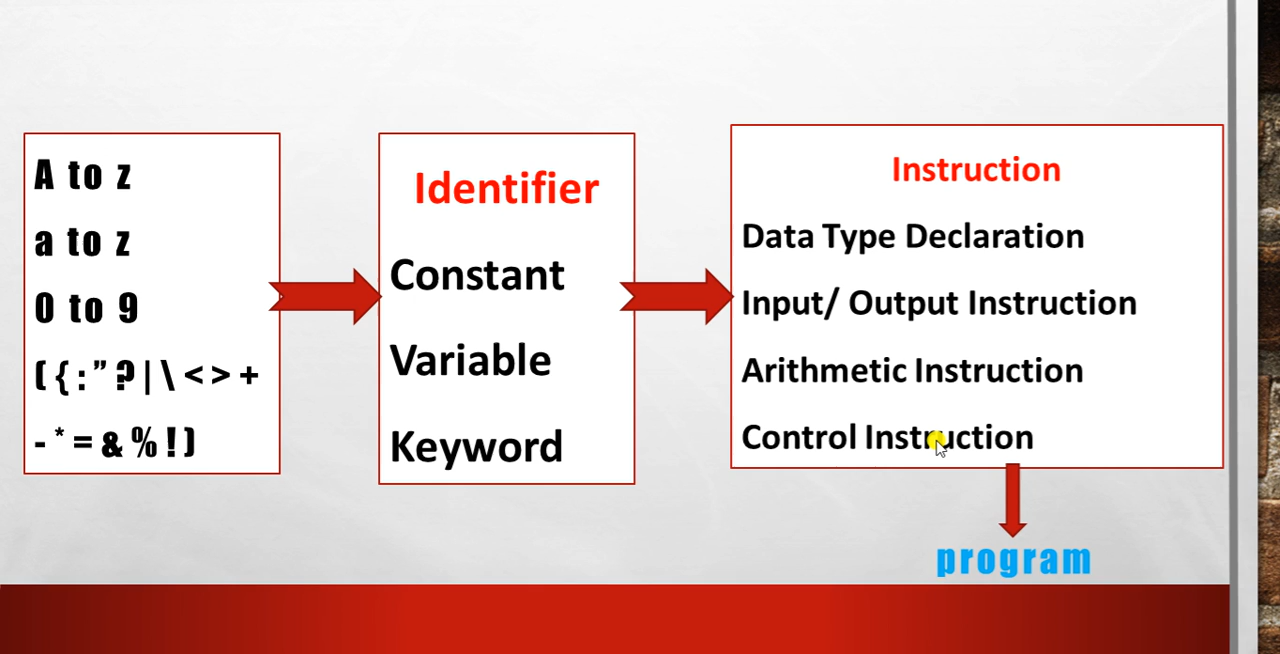 A to z
a to z
0 to 9
( { : ” ? | \ < > +
- * = & % ! )
Identifier
Constant
Variable
Keyword
Instruction
Data Type Declaration
Input/ Output Instruction
Arithmetic Instruction
Control Instruction
program